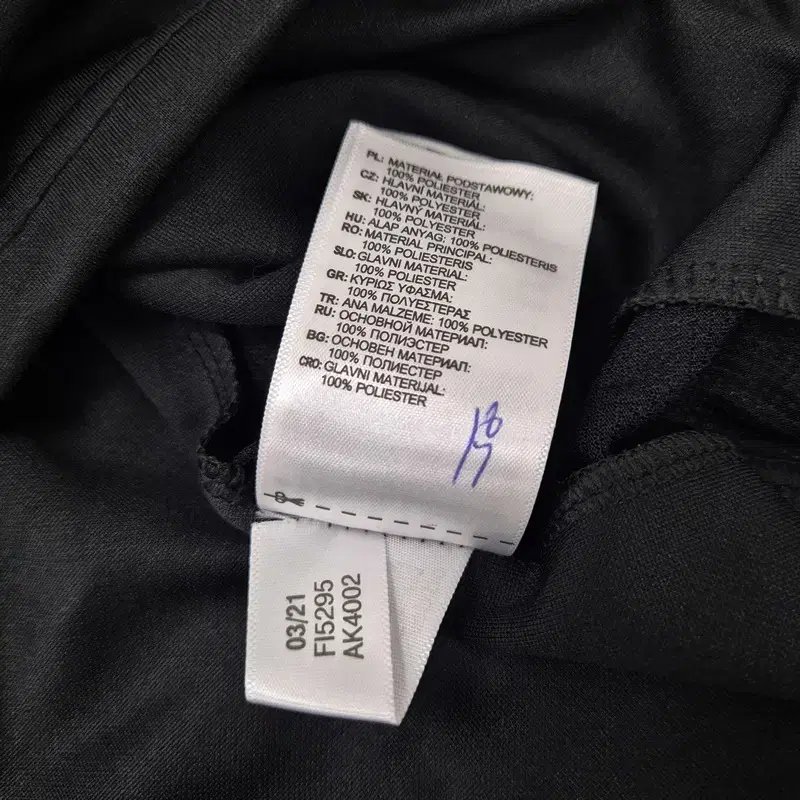 PL: MATERIAŁ PODSTAWOWY:
100% POLIESTER
CZ: HLAVNÍ MATERIÁL:
100% POLYESTER
SK: HLAVNÝ MATERIÁL:
100% POLYESTER
HU: ALAP ANYAG: 100% POLIESTERIS
RO: MATERIAL PRINCIPAL:
100% POLIESTERIS
SLO: GLAVNI MATERIAL:
100% POLIESTER
GR: ΚΥΡΙΩΣ ΥΦΑΣΜΑ:
100% ΠΟΛΥΕΣΤΕΡΑΣ
TR: ANA MALZEME: 100% POLYESTER
RU: ОСНОВНОЙ МАТЕРИАЛ:
100% ПОЛИЭСТЕР
BG: ОСНОВЕН МАТЕРИАЛ:
100% ПОЛИЕСТЕР
CRO: GLAVNI MATERIJAL:
100% POLIESTER
03/21
FI5295
AK4002